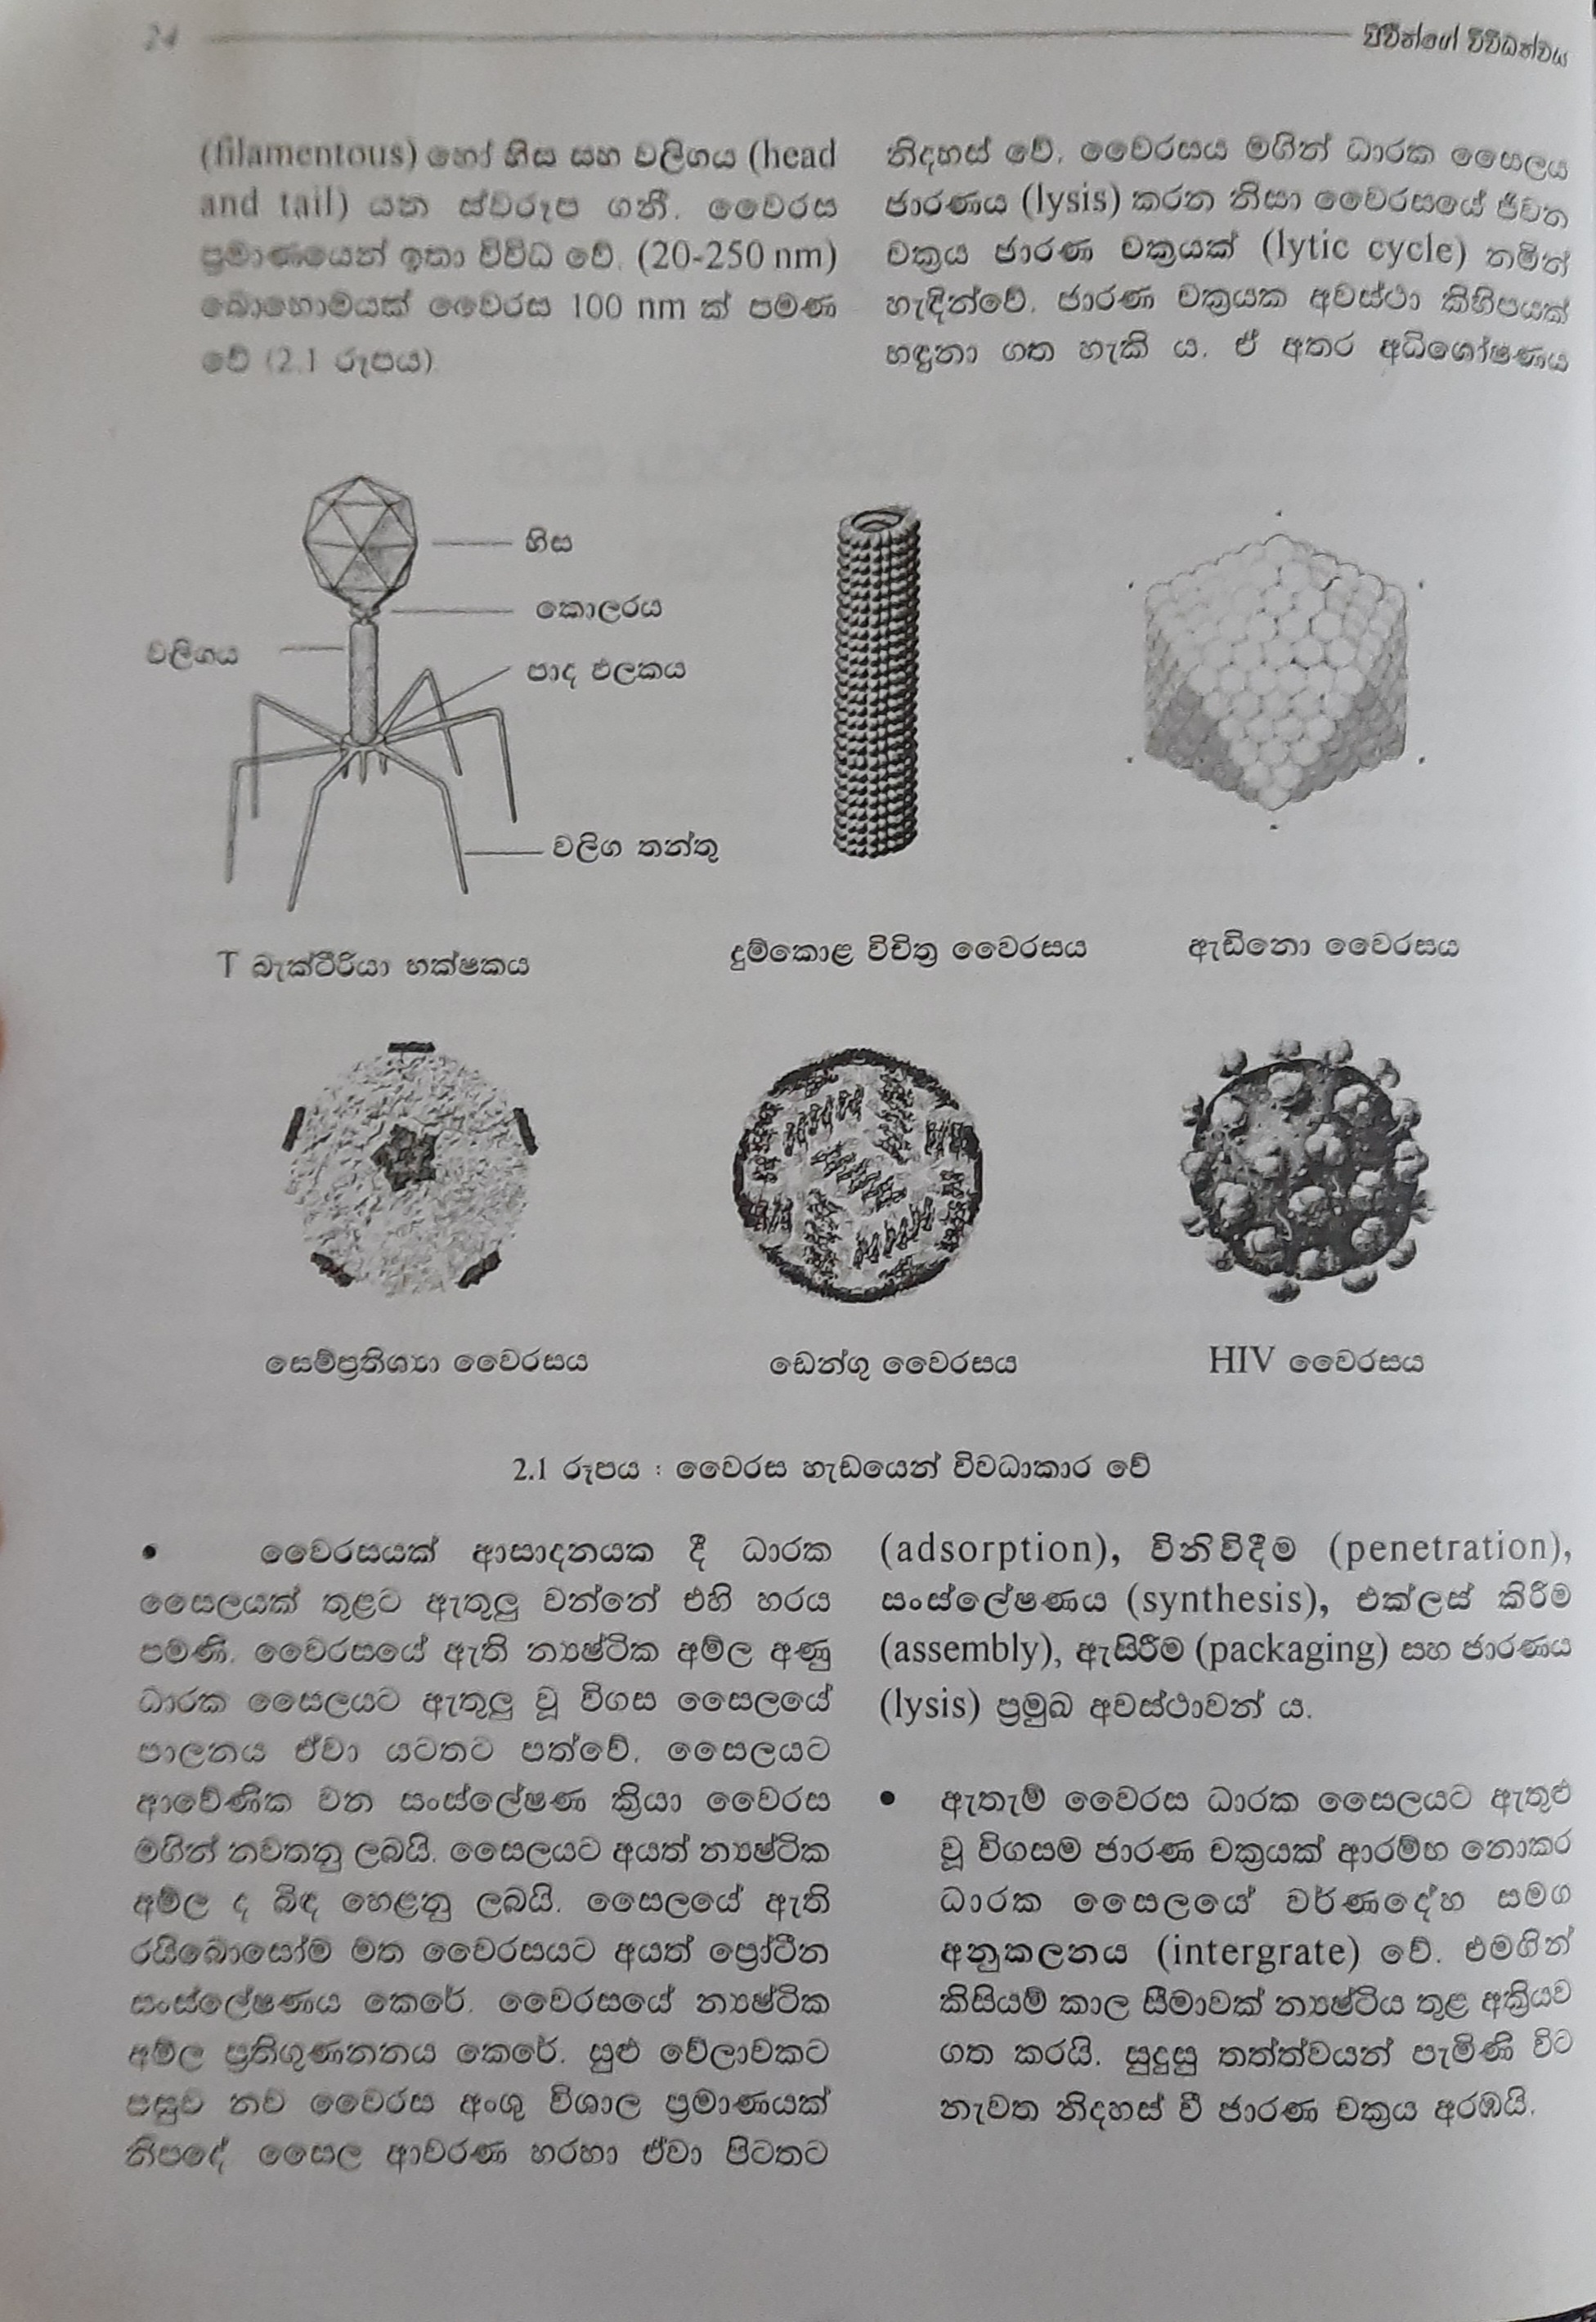 24
ජීවීන්ගේ විවිධත්වය
(filamentous) හෝ හිස සහ වලිගය (head
and tail) යන ස්වරූප ගනී. වෛරස
ප්‍රමාණයෙන් ඉතා විවිධ වේ. (20-250 nm)
බොහොමයක් වෛරස 100 nm ක් පමණ
වේ (2.1 රූපය).
හිස
කොලරය
වලිගය
පාද ඵලකය
වලිග තන්තු
T බැක්ටීරියා භක්ෂකය
දුම්කොළ විචිත්‍ර වෛරසය
ඇඩිනො වෛරසය
සෙම්ප්‍රතිශ්‍යා වෛරසය
ඩෙන්ගු වෛරසය
HIV වෛරසය
2.1 රූපය : වෛරස හැඩයෙන් විවධාකාර වේ
• වෛරසයක් ආසාදනයක දී ධාරක
සෛලයක් තුළට ඇතුලු වන්නේ එහි හරය
පමණි. වෛරසයේ ඇති න්‍යෂ්ටික අම්ල අණු
ධාරක සෛලයට ඇතුලු වූ විගස සෛලයේ
පාලනය ඒවා යටතට පත්වේ. සෛලයට
ආවේණික වන සංස්ලේෂණ ක්‍රියා වෛරස
මගින් නවතනු ලබයි. සෛලයට අයත් න්‍යෂ්ටික
අම්ල ද බිඳ හෙළනු ලබයි. සෛලයේ ඇති
රයිබොසෝම මත වෛරසයට අයත් ප්‍රෝටීන
සංස්ලේෂණය කෙරේ. වෛරසයේ න්‍යෂ්ටික
අම්ල ප්‍රතිගුණනනය කෙරේ. සුළු වේලාවකට
පසුව නව වෛරස අංශු විශාල ප්‍රමාණයක්
නිපදේ සෛල ආවරණ හරහා ඒවා පිටතට
නිදහස් වේ. වෛරසය මගින් ධාරක සෛලය
ජාරණය (lysis) කරන නිසා වෛරසයේ ජීවන
චක්‍රය ජාරණ චක්‍රයක් (lytic cycle) නමින්
හැඳින්වේ. ජාරණ චක්‍රයක අවස්ථා කිහිපයක්
හඳුනා ගත හැකි ය. ඒ අතර අධිශෝෂණය
(adsorption), විනිවිදීම (penetration),
සංස්ලේෂණය (synthesis), එක්ලස් කිරීම
(assembly), ඇසිරීම (packaging) සහ ජාරණය
(lysis) ප්‍රමුඛ අවස්ථාවන් ය.
• ඇතැම් වෛරස ධාරක සෛලයට ඇතුළු
වූ විගසම ජාරණ චක්‍රයක් ආරම්භ නොකර
ධාරක සෛලයේ වර්ණදේහ සමග
අනුකලනය (intergrate) වේ. එමගින්
කිසියම් කාල සීමාවක් න්‍යෂ්ටිය තුළ අක්‍රියව
ගත කරයි. සුදුසු තත්ත්වයන් පැමිණි විට
නැවත නිදහස් වී ජාරණ චක්‍රය අරඹයි.